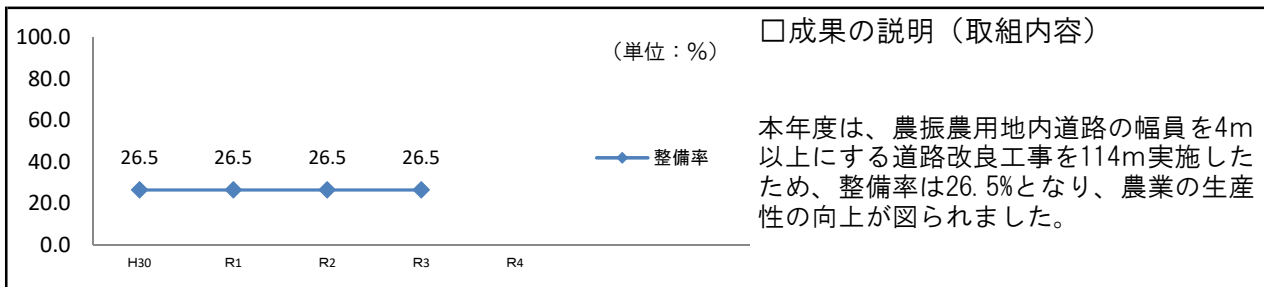 100.0
80.0
60.0
40.0
20.0
0.0
(単位:%)
26.5 26.5 26.5 26.5
整備率
H30 R1 R2 R3 R4
□成果の説明(取組内容)
本年度は、農振農用地内道路の幅員を4m
以上にする道路改良工事を114m実施した
ため、整備率は26.5%となり、農業の生産
性の向上が図られました。